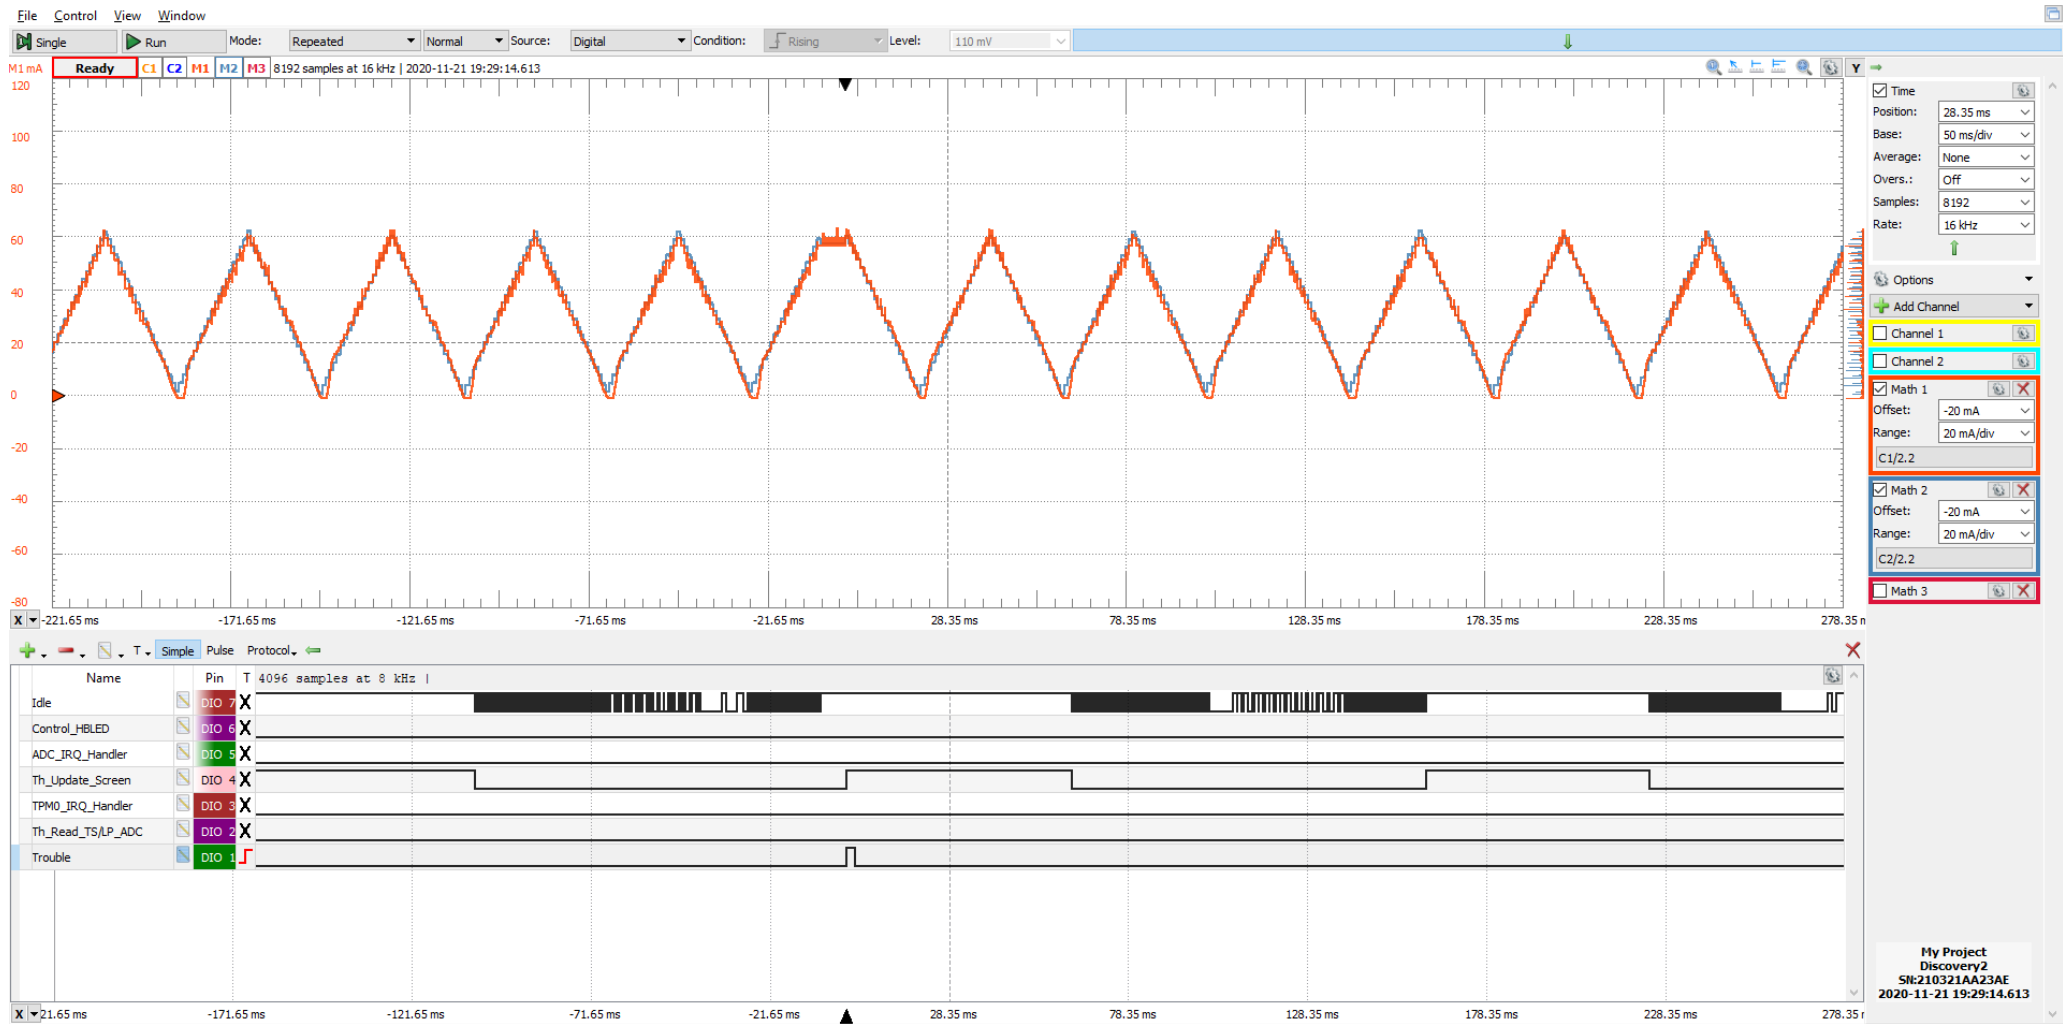 File Control View Window
Single Run Mode: Repeated Normal Source: Digital Condition: Rising Level: 110 mV
M1 mA Ready C1 C2 M1 M2 M3 8192 samples at 16 kHz | 2020-11-21 19:29:14.613 Y
120
100
80
60
40
20
0
-20
-40
-60
-80
X -221.65 ms -171.65 ms -121.65 ms -71.65 ms -21.65 ms 28.35 ms 78.35 ms 128.35 ms 178.35 ms 228.35 ms 278.35 m
Time
Position: 28.35 ms
Base: 50 ms/div
Average: None
Overs.: Off
Samples: 8192
Rate: 16 kHz
Options
Add Channel
Channel 1
Channel 2
Math 1
Offset: -20 mA
Range: 20 mA/div
C1/2.2
Math 2
Offset: -20 mA
Range: 20 mA/div
C2/2.2
Math 3
T Simple Pulse Protocol
Name Pin T 4096 samples at 8 kHz |
Idle DIO 7 X
Control_HBLED DIO 6 X
ADC_IRQ_Handler DIO 5 X
Th_Update_Screen DIO 4 X
TPM0_IRQ_Handler DIO 3 X
Th_Read_TS/LP_ADC DIO 2 X
Trouble DIO 1
X 21.65 ms -171.65 ms -121.65 ms -71.65 ms -21.65 ms 28.35 ms 78.35 ms 128.35 ms 178.35 ms 228.35 ms 278.35 r
My Project
Discovery2
SN:210321AA23AE
2020-11-21 19:29:14.613